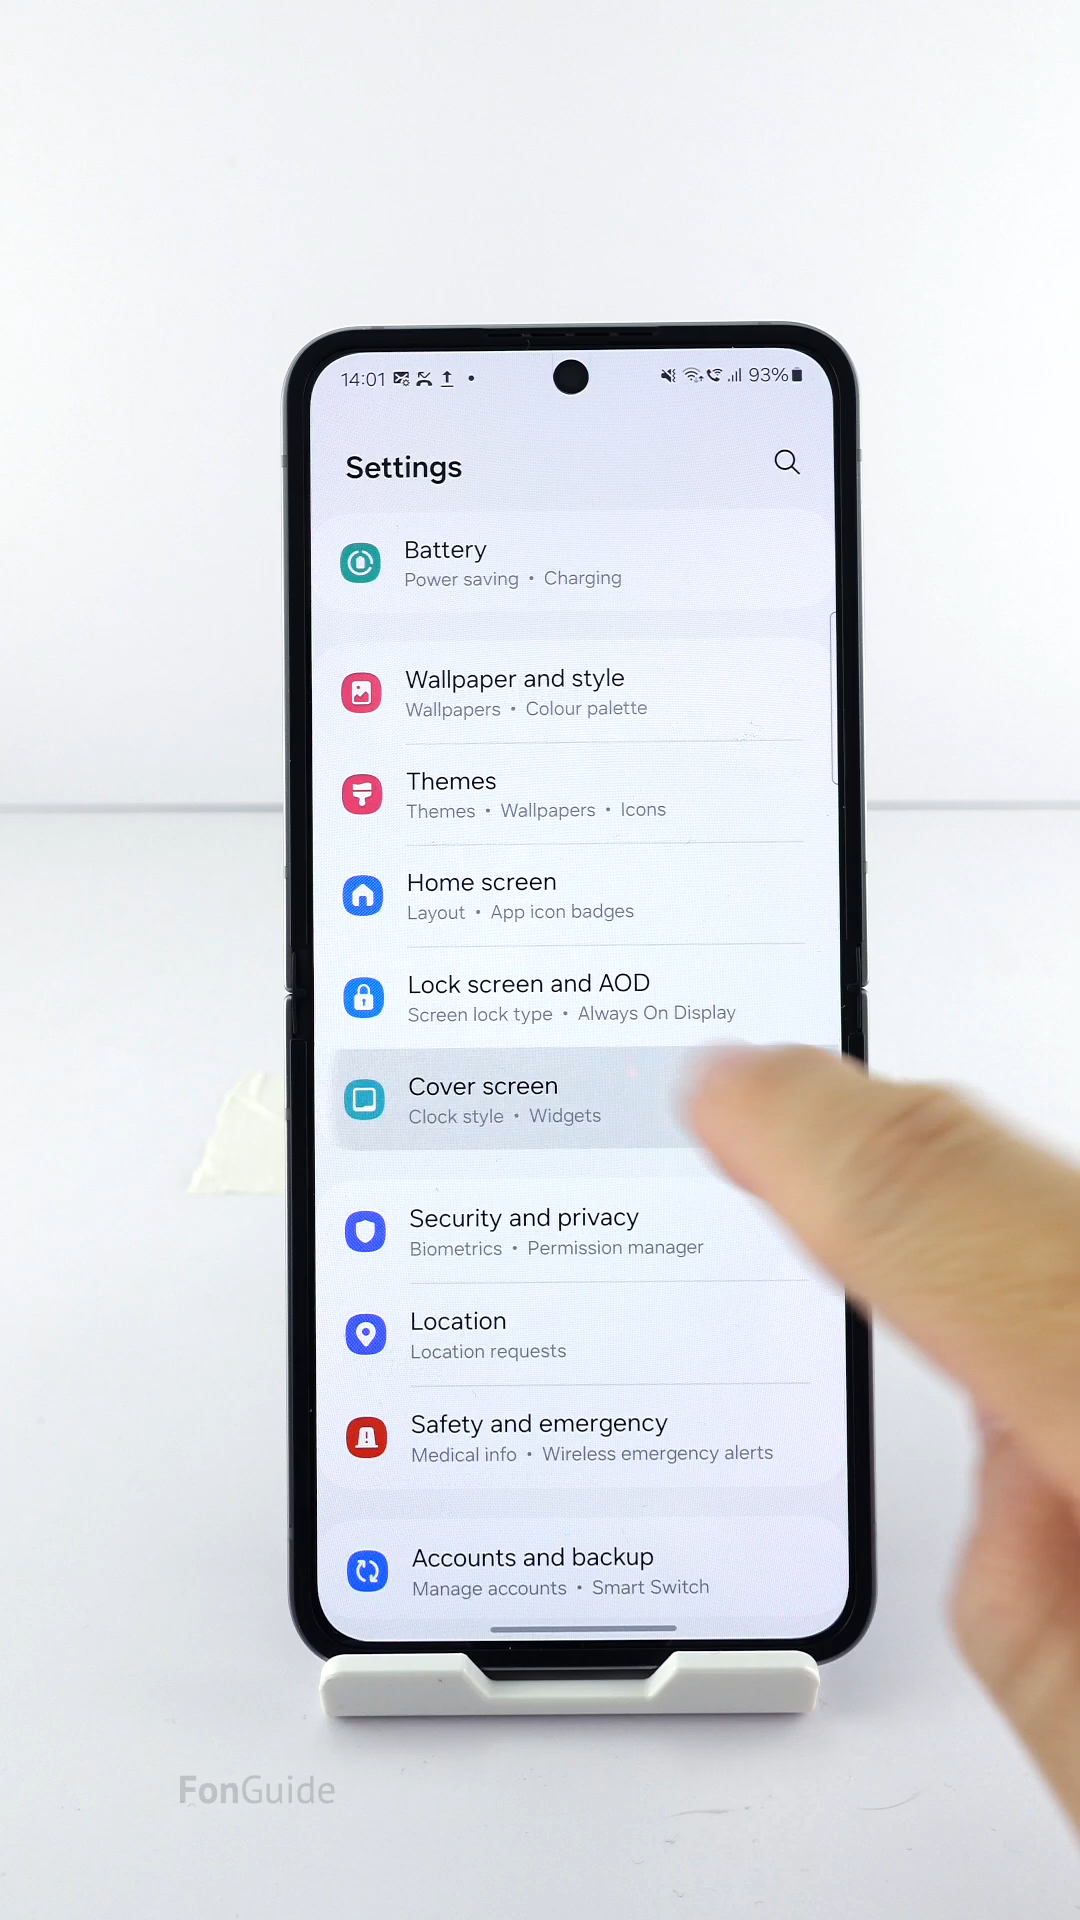 14:01
93%
Settings
Battery
Power saving • Charging
Wallpaper and style
Wallpapers • Colour palette
Themes
Themes • Wallpapers • Icons
Home screen
Layout • App icon badges
Lock screen and AOD
Screen lock type • Always On Display
Cover screen
Clock style • Widgets
Security and privacy
Biometrics • Permission manager
Location
Location requests
Safety and emergency
Medical info • Wireless emergency alerts
Accounts and backup
Manage accounts • Smart Switch
FonGuide